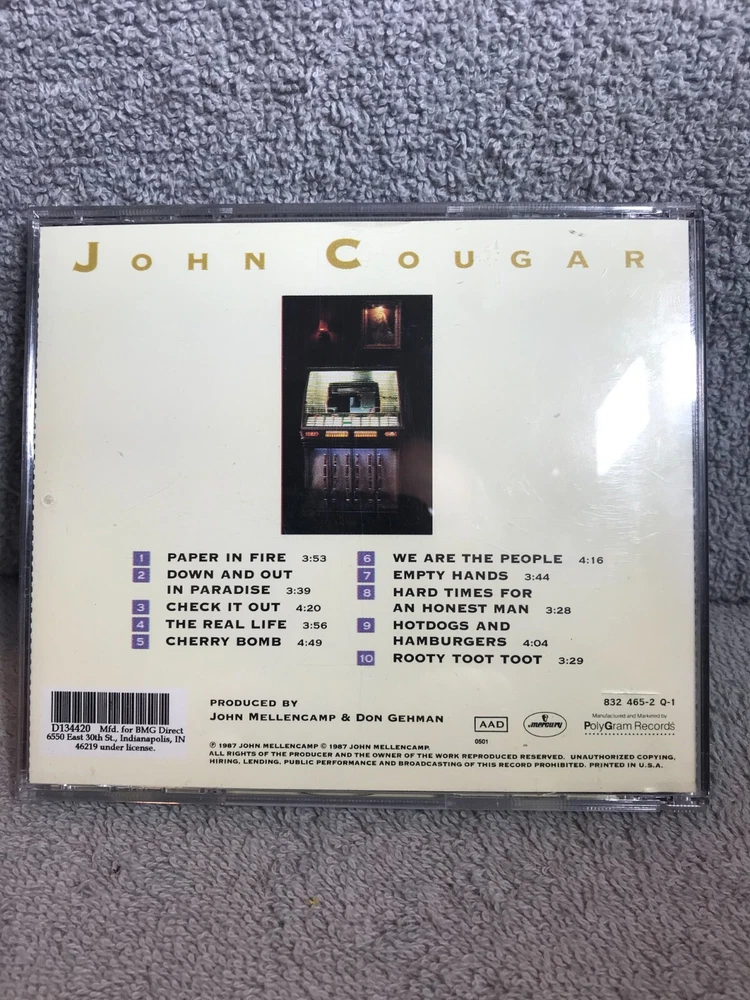 JOHN COUGAR
1 PAPER IN FIRE 3:53
2 DOWN AND OUT
IN PARADISE 3:39
3 CHECK IT OUT 4:20
4 THE REAL LIFE 3:56
5 CHERRY BOMB 4:49
6 WE ARE THE PEOPLE 4:16
7 EMPTY HANDS 3:44
8 HARD TIMES FOR
AN HONEST MAN 3:28
9 HOTDOGS AND
HAMBURGERS 4:04
10 ROOTY TOOT TOOT 3:29
D134420 Mfd. for BMG Direct
6550 East 30th St., Indianapolis, IN
46219 under license.
PRODUCED BY
JOHN MELLENCAMP & DON GEHMAN
AAD
0501
mercury
832 465-2 Q-1
Manufactured and Marketed by
PolyGram Records
℗ 1987 JOHN MELLENCAMP © 1987 JOHN MELLENCAMP.
ALL RIGHTS OF THE PRODUCER AND THE OWNER OF THE WORK REPRODUCED RESERVED. UNAUTHORIZED COPYING,
HIRING, LENDING, PUBLIC PERFORMANCE AND BROADCASTING OF THIS RECORD PROHIBITED. PRINTED IN U.S.A.